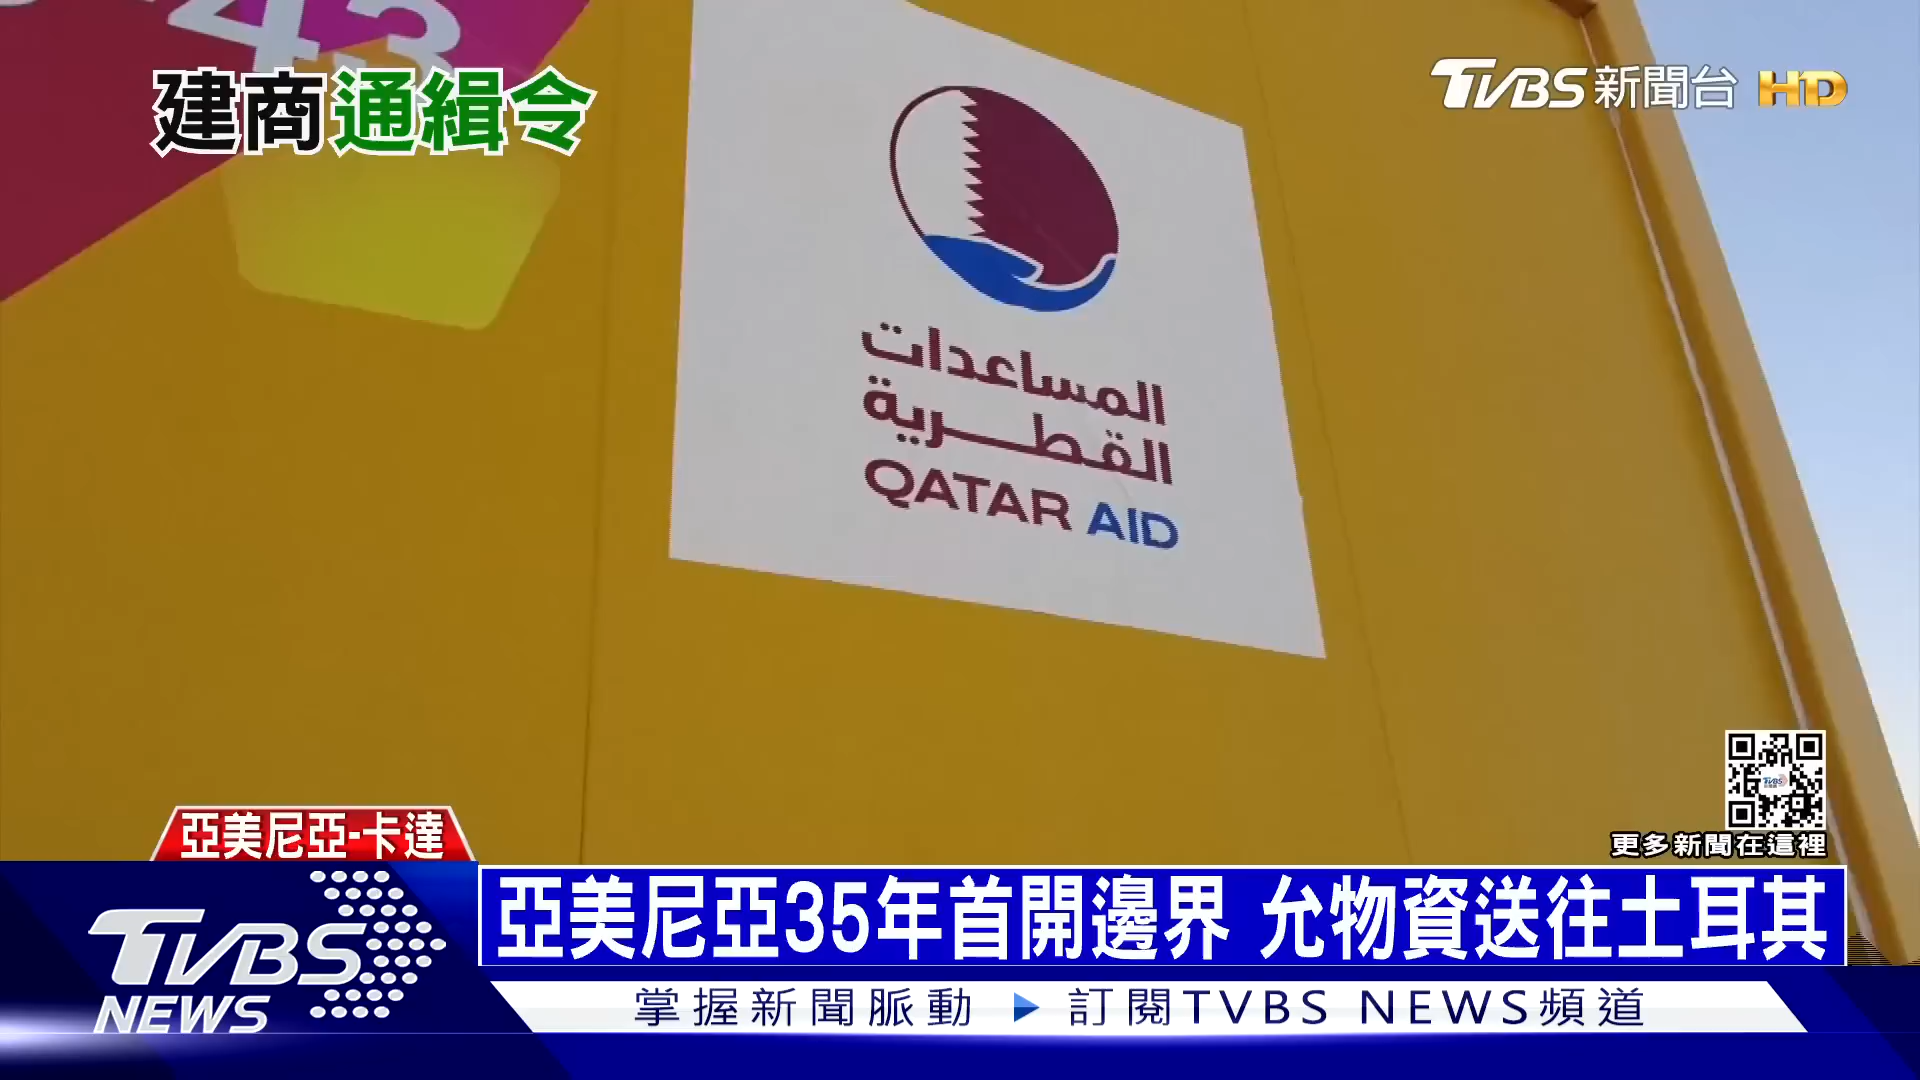 43
建商通緝令
TVBS新聞台 HD
المساعدات
القطرية
QATAR AID
TVBS
更多新聞在這裡
亞美尼亞-卡達
亞美尼亞35年首開邊界 允物資送往土耳其
TVBS
NEWS
掌握新聞脈動 ▶ 訂閱TVBS NEWS頻道